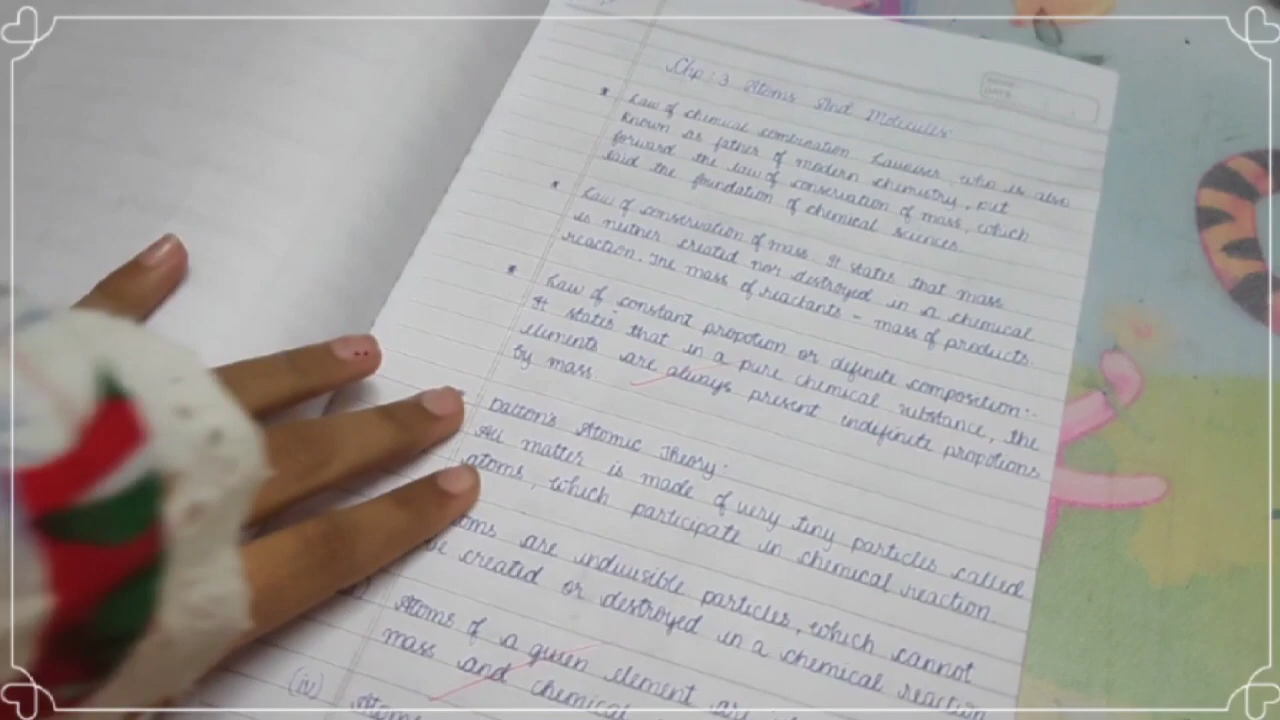 Chp: 3 Atoms And Molecules
* Law of chemical combination Lavoiser, who is also
known as father of modern chemistry, put
forward the law of conservation of mass, which
laid the foundation of chemical sciences.
* Law of conservation of mass. It states that mass
is neither created nor destroyed in a chemical
reaction. The mass of reactants - mass of products.
* Law of constant propotion or definite composition:-
It states that in a pure chemical substance, the
elements are always present indefinite propotions
by mass.
Dalton's Atomic Theory:
All matter is made of very tiny particles called
atoms, which participate in chemical reaction.
are indivisible particles, which cannot
be created or destroyed in a chemical reaction
Atoms of a given element are
mass and chemical
(iv) Atoms